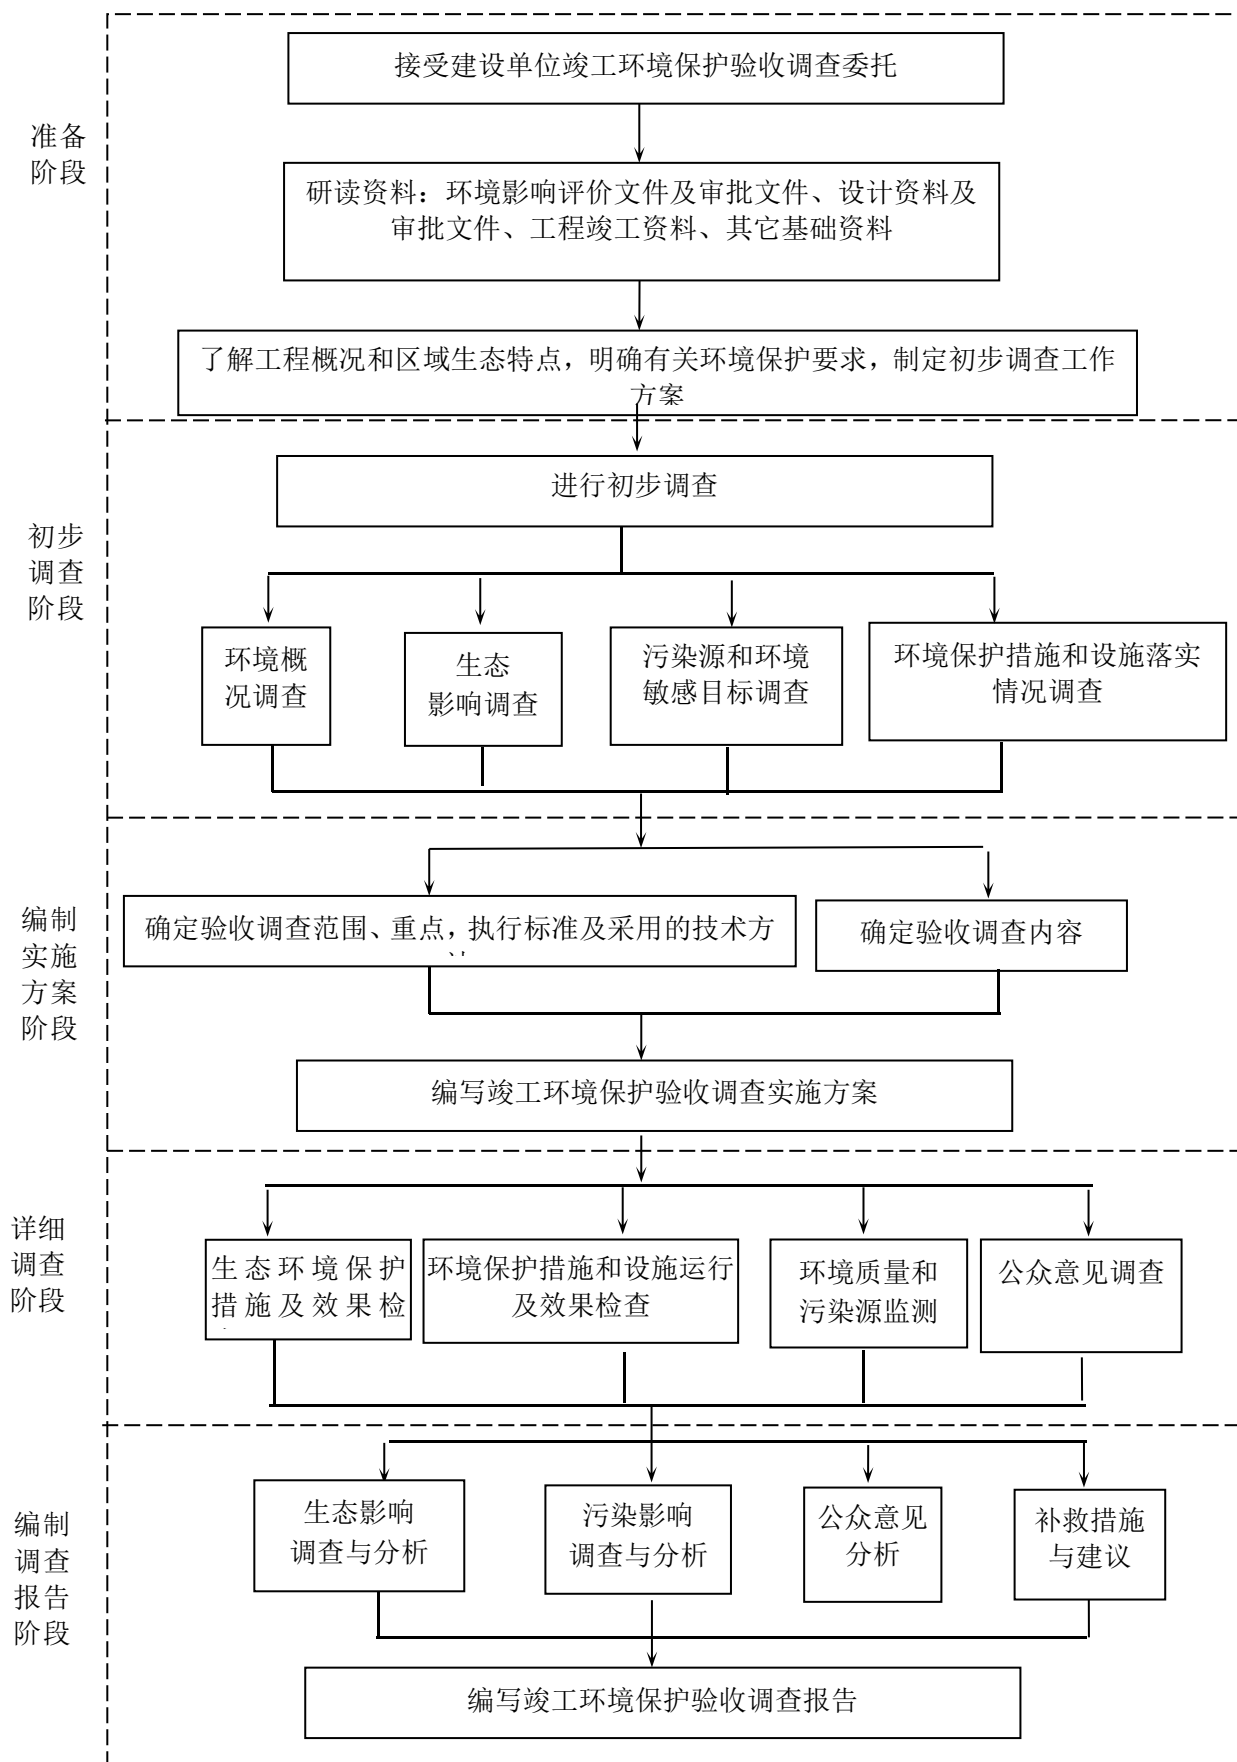 接受建设单位竣工环境保护验收调查委托
准备
阶段
研读资料：环境影响评价文件及审批文件、设计资料及
审批文件、工程竣工资料、其它基础资料
了解工程概况和区域生态特点，明确有关环境保护要求，制定初步调查工作
方案
进行初步调查
初步
调查
阶段
环境概
况调查
生态
影响调查
污染源和环境
敏感目标调查
环境保护措施和设施落实
情况调查
编制
实施
方案
阶段
确定验收调查范围、重点，执行标准及采用的技术方
确定验收调查内容
编写竣工环境保护验收调查实施方案
详细
调查
阶段
生态环境保护
措施及效果检
环境保护措施和设施运行
及效果检查
环境质量和
污染源监测
公众意见调查
编制
调查
报告
阶段
生态影响
调查与分析
污染影响
调查与分析
公众意见
分析
补救措施
与建议
编写竣工环境保护验收调查报告